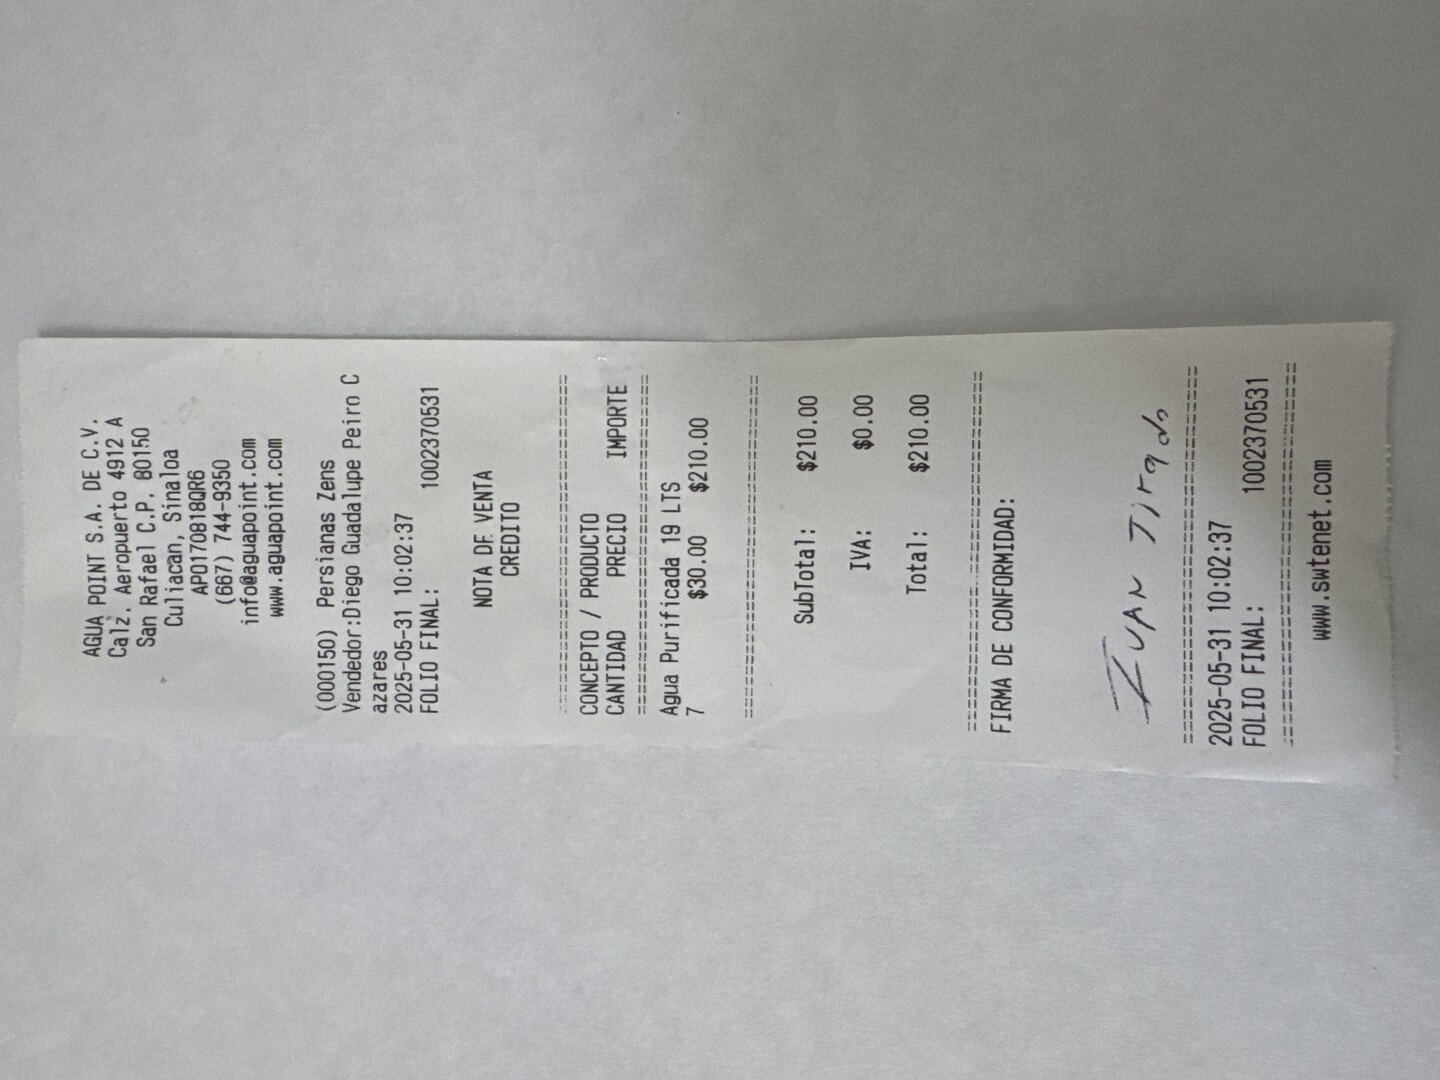 AGUA POINT S.A. DE C.V.
Calz. Aeropuerto 4912 A
San Rafael C.P. 80150
Culiacan, Sinaloa
APO170818QR6
(667) 744-9350
info@aguapoint.com
www.aguapoint.com
(000150) Persianas Zens
Vendedor:Diego Guadalupe Peiro C
azares
2025-05-31 10:02:37
FOLIO FINAL: 1002370531
NOTA DE VENTA
CREDITO
================================
CONCEPTO / PRODUCTO
CANTIDAD PRECIO IMPORTE
================================
Agua Purificada 19 LTS
7 $30.00 $210.00
================================
SubTotal: $210.00
IVA: $0.00
Total: $210.00
================================
FIRMA DE CONFORMIDAD:
IVAN TIRADO
================================
2025-05-31 10:02:37
FOLIO FINAL: 1002370531
================================
www.swtenet.com